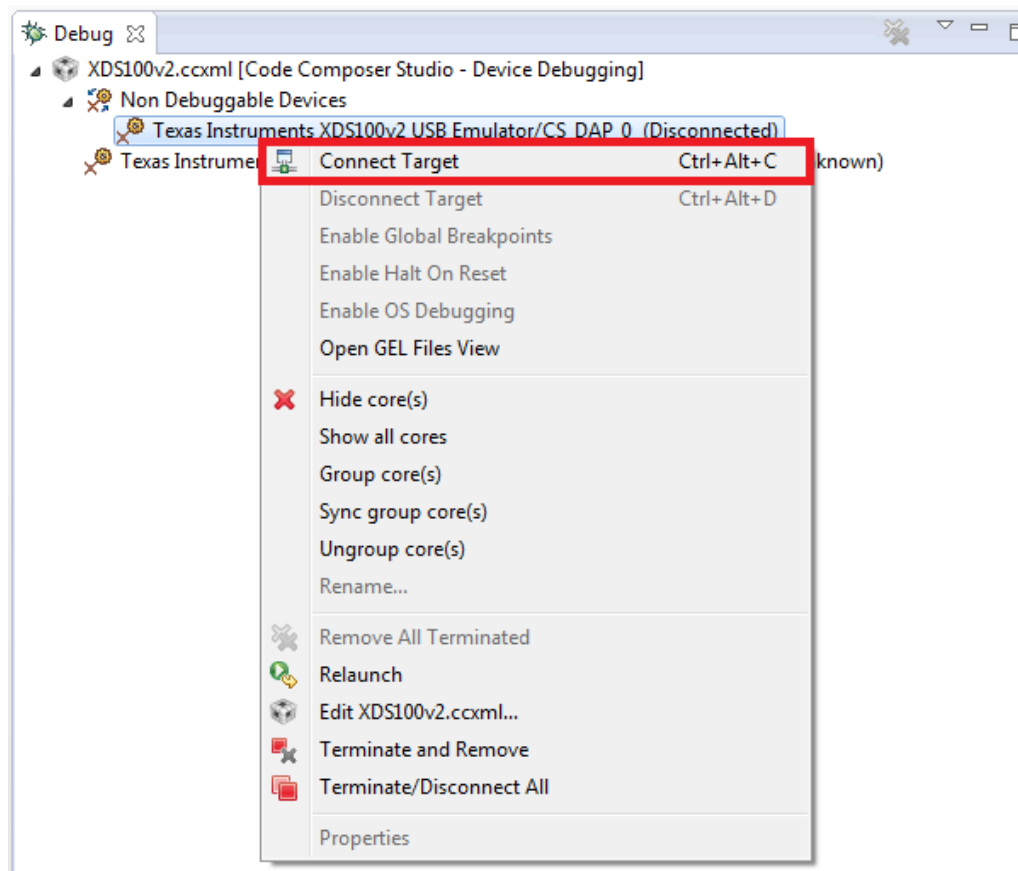 Debug
XDS100v2.ccxml [Code Composer Studio - Device Debugging]
Non Debuggable Devices
Texas Instruments XDS100v2 USB Emulator/CS_DAP_0 (Disconnected)
Texas Instrume known)
Connect Target Ctrl+Alt+C
Disconnect Target Ctrl+Alt+D
Enable Global Breakpoints
Enable Halt On Reset
Enable OS Debugging
Open GEL Files View
Hide core(s)
Show all cores
Group core(s)
Sync group core(s)
Ungroup core(s)
Rename...
Remove All Terminated
Relaunch
Edit XDS100v2.ccxml...
Terminate and Remove
Terminate/Disconnect All
Properties